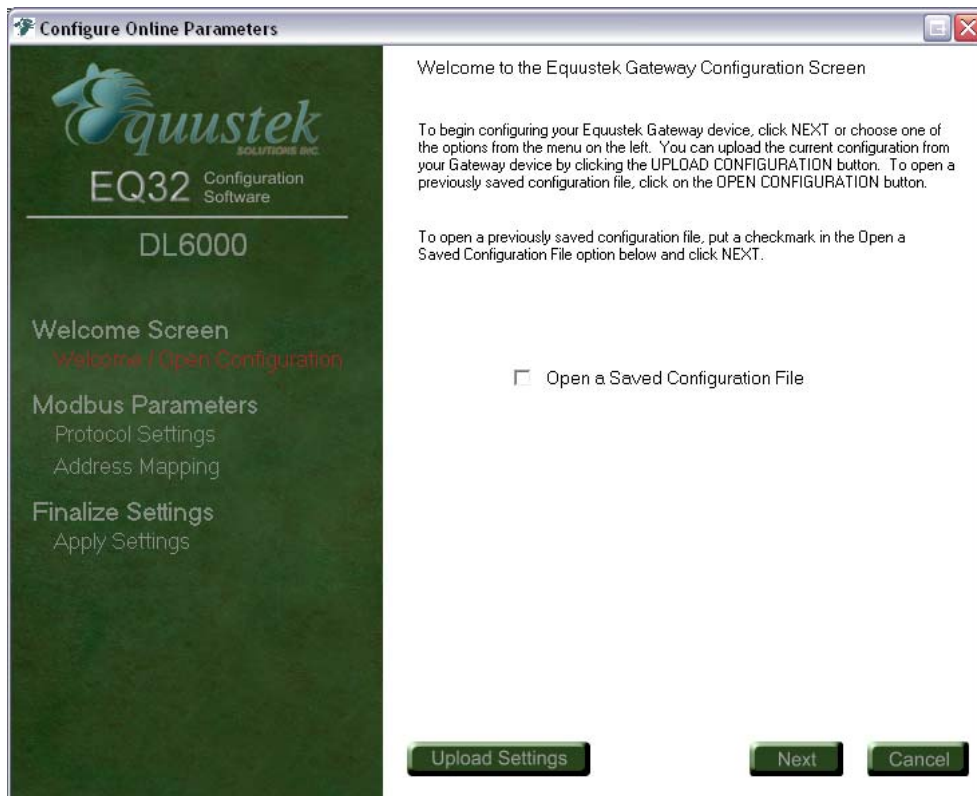 Configure Online Parameters
Equustek
SOLUTIONS INC.
EQ32 Configuration Software
DL6000
Welcome Screen
Welcome / Open Configuration
Modbus Parameters
Protocol Settings
Address Mapping
Finalize Settings
Apply Settings
Welcome to the Equustek Gateway Configuration Screen
To begin configuring your Equustek Gateway device, click NEXT or choose one of
the options from the menu on the left. You can upload the current configuration from
your Gateway device by clicking the UPLOAD CONFIGURATION button. To open a
previously saved configuration file, click on the OPEN CONFIGURATION button.
To open a previously saved configuration file, put a checkmark in the Open a
Saved Configuration File option below and click NEXT.
Open a Saved Configuration File
Upload Settings
Next
Cancel